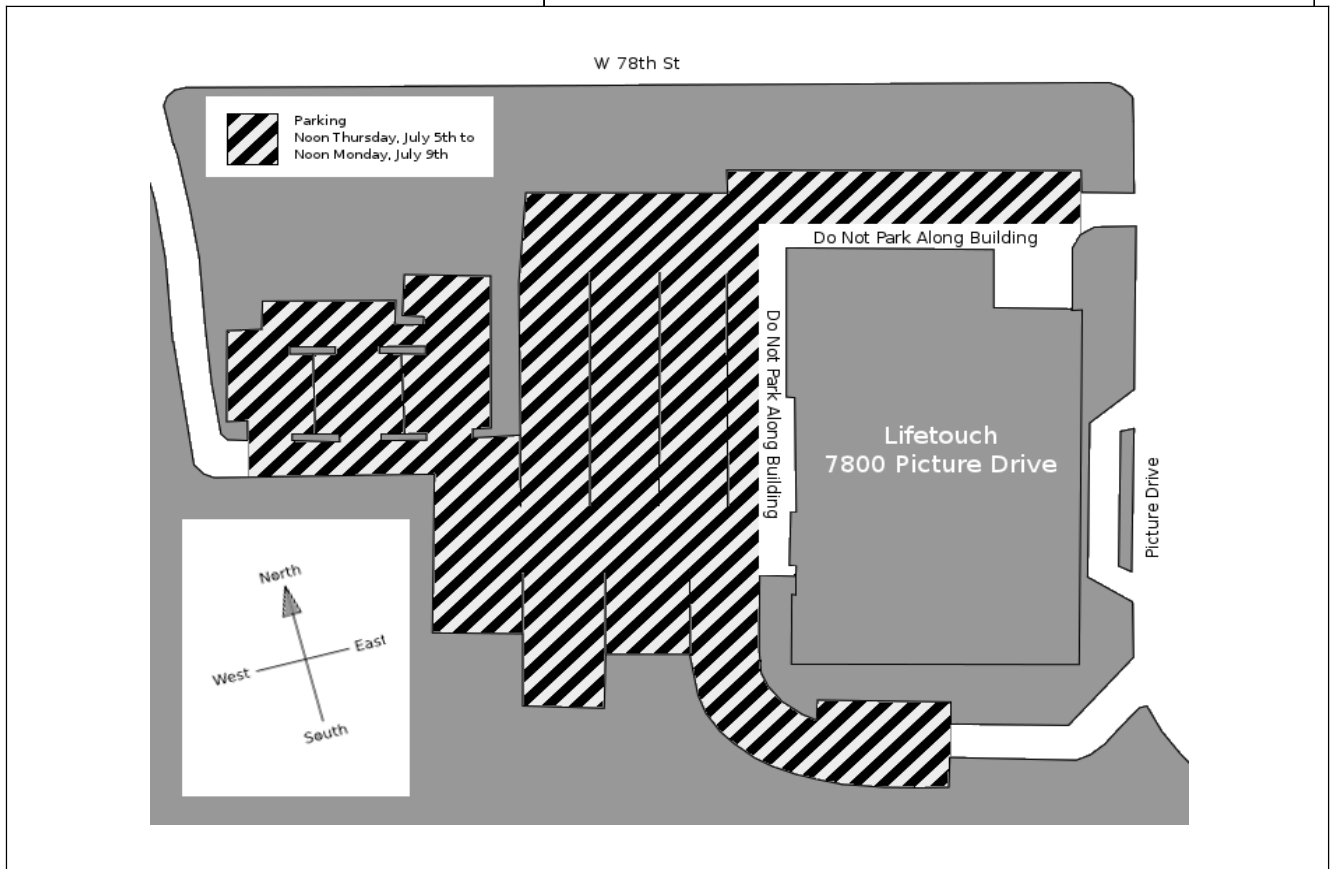 W 78th St
Parking
Noon Thursday, July 5th to
Noon Monday, July 9th
Do Not Park Along Building
Do Not Park Along Building
Lifetouch
7800 Picture Drive
Picture Drive
North
East
West
South